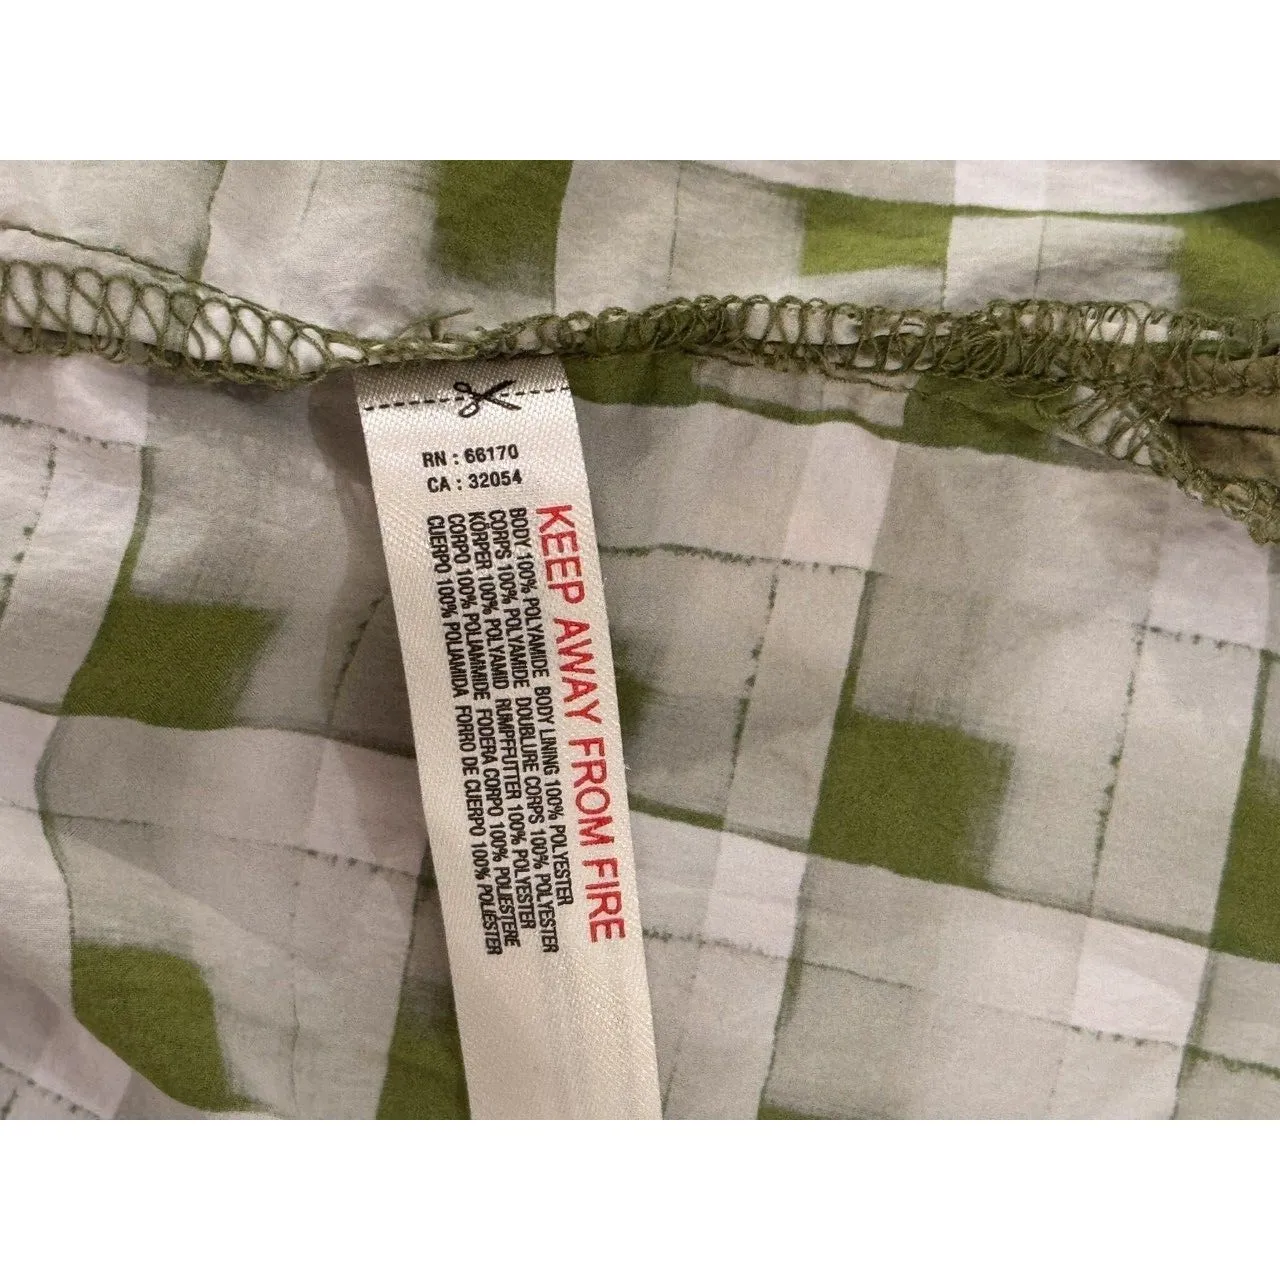 RN : 66170
CA : 32054
KEEP AWAY FROM FIRE
BODY 100% POLYAMIDE BODY LINING 100% POLYESTER
CORPS 100% POLYAMIDE DOUBLURE CORPS 100% POLYESTER
KÖRPER 100% POLYAMID RUMPFFUTTER 100% POLYESTER
CORPO 100% POLIAMMIDE FODERA CORPO 100% POLIESTERE
CUERPO 100% POLIAMIDA FORRO DE CUERPO 100% POLIÉSTER